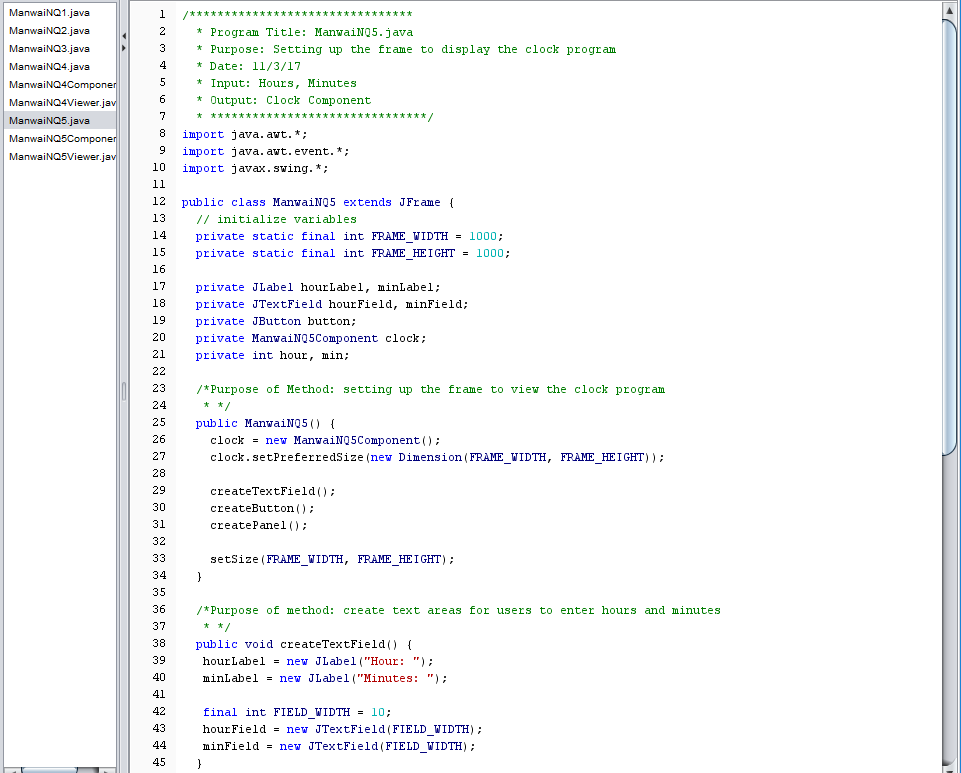 ManwaiNQ1.java
ManwaiNQ2.java
ManwaiNQ3.java
ManwaiNQ4.java
ManwaiNQ4Componen
ManwaiNQ4Viewer.jav
ManwaiNQ5.java
ManwaiNQ5Componen
ManwaiNQ5Viewer.jav
1 /********************************
2 * Program Title: ManwaiNQ5.java
3 * Purpose: Setting up the frame to display the clock program
4 * Date: 11/3/17
5 * Input: Hours, Minutes
6 * Output: Clock Component
7 * *******************************/
8 import java.awt.*;
9 import java.awt.event.*;
10 import javax.swing.*;
11
12 public class ManwaiNQ5 extends JFrame {
13 // initialize variables
14 private static final int FRAME_WIDTH = 1000;
15 private static final int FRAME_HEIGHT = 1000;
16
17 private JLabel hourLabel, minLabel;
18 private JTextField hourField, minField;
19 private JButton button;
20 private ManwaiNQ5Component clock;
21 private int hour, min;
22
23 /*Purpose of Method: setting up the frame to view the clock program
24 * */
25 public ManwaiNQ5() {
26 clock = new ManwaiNQ5Component();
27 clock.setPreferredSize(new Dimension(FRAME_WIDTH, FRAME_HEIGHT));
28
29 createTextField();
30 createButton();
31 createPanel();
32
33 setSize(FRAME_WIDTH, FRAME_HEIGHT);
34 }
35
36 /*Purpose of method: create text areas for users to enter hours and minutes
37 * */
38 public void createTextField() {
39 hourLabel = new JLabel("Hour: ");
40 minLabel = new JLabel("Minutes: ");
41
42 final int FIELD_WIDTH = 10;
43 hourField = new JTextField(FIELD_WIDTH);
44 minField = new JTextField(FIELD_WIDTH);
45 }